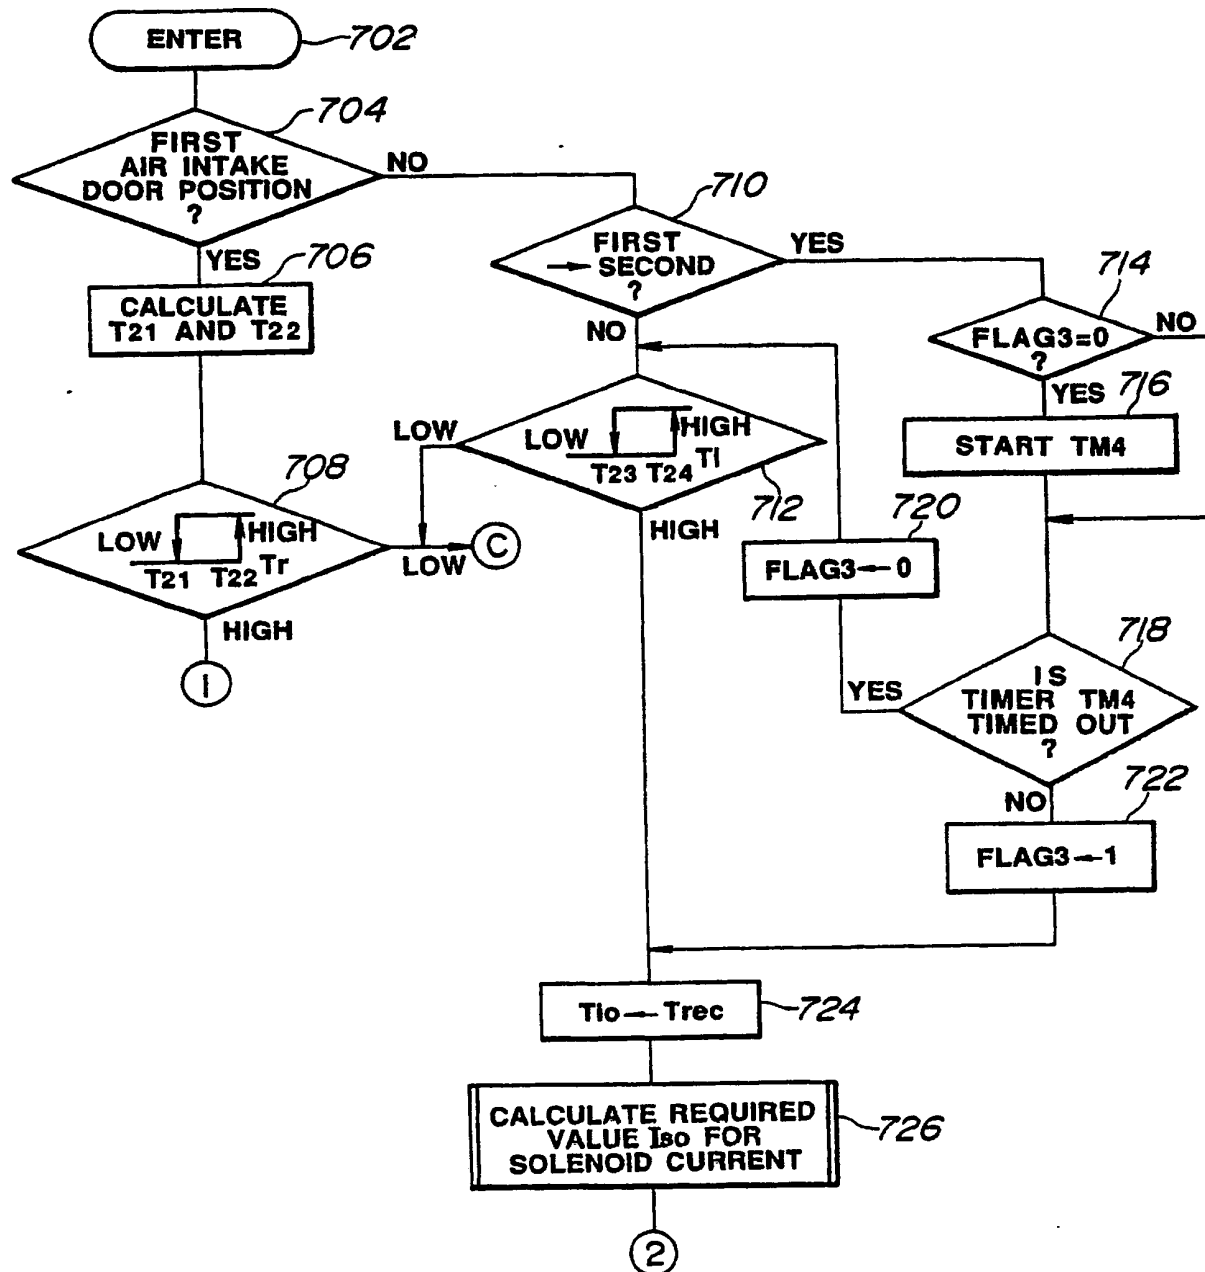 ENTER
702
704
FIRST
AIR INTAKE
DOOR POSITION
?
NO
YES
706
CALCULATE
T21 AND T22
708
LOW
HIGH
T21 T22 Tr
LOW
HIGH
1
C
710
FIRST
→ SECOND
?
YES
NO
LOW
LOW
HIGH
T23 T24 TI
712
HIGH
714
FLAG3=0
?
NO
YES
716
START TM4
720
FLAG3←0
718
IS
TIMER TM4
TIMED OUT
?
YES
NO
722
FLAG3←1
TIo←Trec
724
CALCULATE REQUIRED
VALUE Iso FOR
SOLENOID CURRENT
726
2